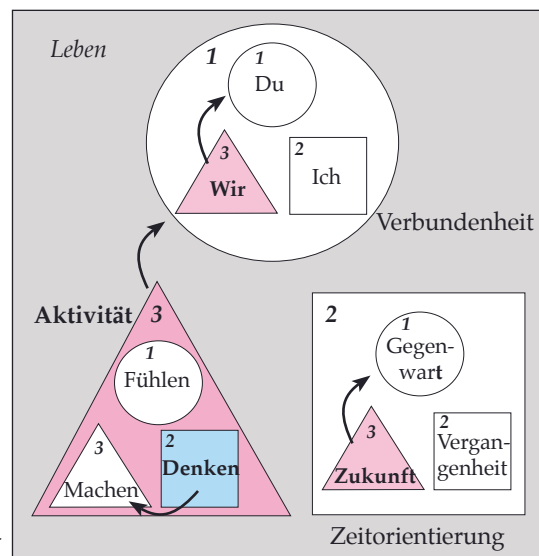 Leben
1
1
Du
3
Wir
2
Ich
Verbundenheit
Aktivität
3
1
Fühlen
3
Machen
2
Denken
2
1
Gegen-
wart
3
Zukunft
2
Vergan-
genheit
Zeitorientierung